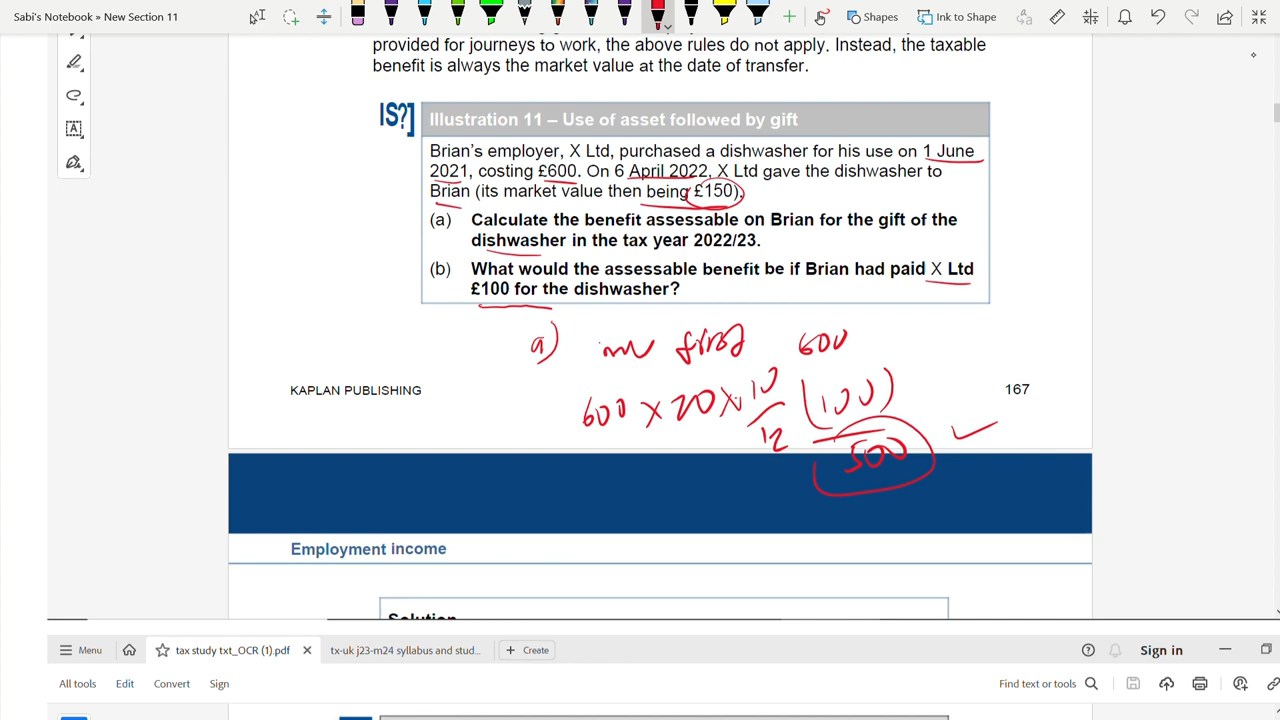 Sabi's Notebook » New Section 11
Shapes
Ink to Shape
provided for journeys to work, the above rules do not apply. Instead, the taxable
benefit is always the market value at the date of transfer.
Illustration 11 – Use of asset followed by gift
Brian's employer, X Ltd, purchased a dishwasher for his use on 1 June
2021, costing £600. On 6 April 2022, X Ltd gave the dishwasher to
Brian (its market value then being £150).
(a) Calculate the benefit assessable on Brian for the gift of the
dishwasher in the tax year 2022/23.
(b) What would the assessable benefit be if Brian had paid X Ltd
£100 for the dishwasher?
a) mv first 600
600 × 20 × 10/12 (100)
500
KAPLAN PUBLISHING 167
Employment income
Solution
Menu
tax study txt_OCR (1).pdf
tx-uk j23-m24 syllabus and stud...
Create
Sign in
All tools Edit Convert Sign
Find text or tools